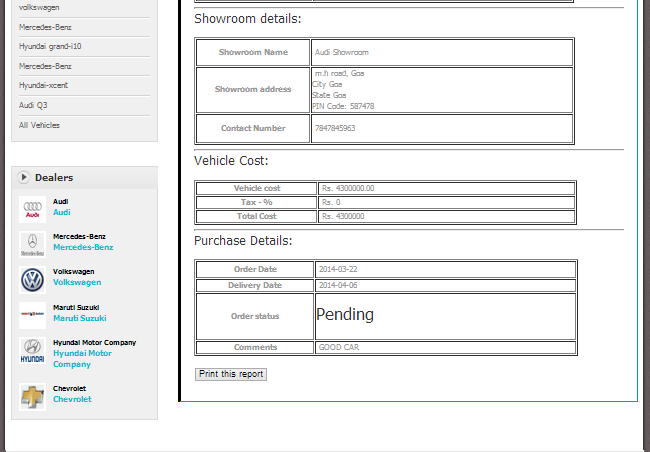 volkswagen
Mercedes-Benz
Hyundai grand-i10
Mercedes-Benz
Hyundai-xcent
Audi Q3
All Vehicles
Dealers
Audi
Audi
Mercedes-Benz
Mercedes-Benz
Volkswagen
Volkswagen
Maruti Suzuki
Maruti Suzuki
HYUNDAI
Hyundai Motor Company
Hyundai Motor
Company
Chevrolet
Chevrolet
Showroom details:
Showroom Name Audi Showroom
Showroom address m.h road, Goa
City Goa
State Goa
PIN Code: 587478
Contact Number 7847845963
Vehicle Cost:
Vehicle cost Rs. 4300000.00
Tax - % Rs. 0
Total Cost Rs. 4300000
Purchase Details:
Order Date 2014-03-22
Delivery Date 2014-04-06
Order status Pending
Comments GOOD CAR
Print this report